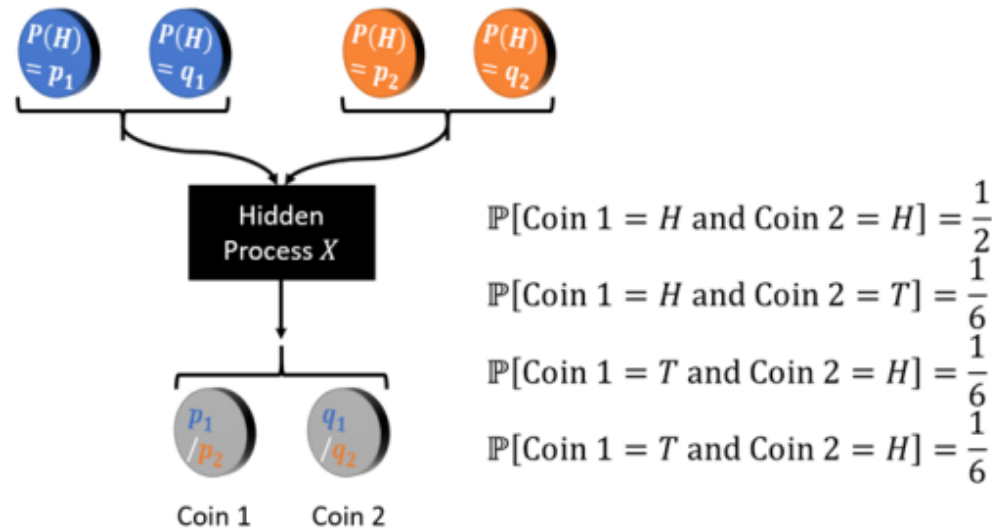 P(H) = p₁
P(H) = q₁
P(H) = p₂
P(H) = q₂
Hidden
Process X
ℙ[Coin 1 = H and Coin 2 = H] = 1/2
ℙ[Coin 1 = H and Coin 2 = T] = 1/6
ℙ[Coin 1 = T and Coin 2 = H] = 1/6
ℙ[Coin 1 = T and Coin 2 = H] = 1/6
p₁
/p₂
q₁
/q₂
Coin 1
Coin 2